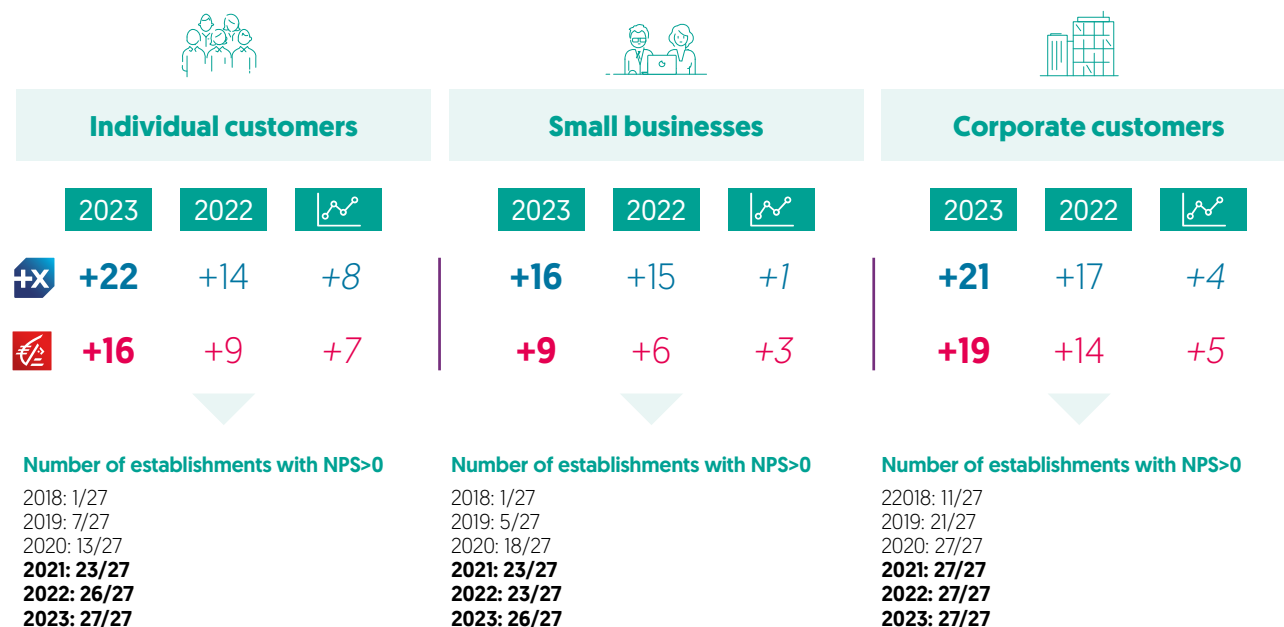 Individual customers
2023 2022
+X +22 +14 +8
+16 +9 +7
Number of establishments with NPS>0
2018: 1/27
2019: 7/27
2020: 13/27
2021: 23/27
2022: 26/27
2023: 27/27
Small businesses
2023 2022
+16 +15 +1
+9 +6 +3
Number of establishments with NPS>0
2018: 1/27
2019: 5/27
2020: 18/27
2021: 23/27
2022: 23/27
2023: 26/27
Corporate customers
2023 2022
+21 +17 +4
+19 +14 +5
Number of establishments with NPS>0
22018: 11/27
2019: 21/27
2020: 27/27
2021: 27/27
2022: 27/27
2023: 27/27